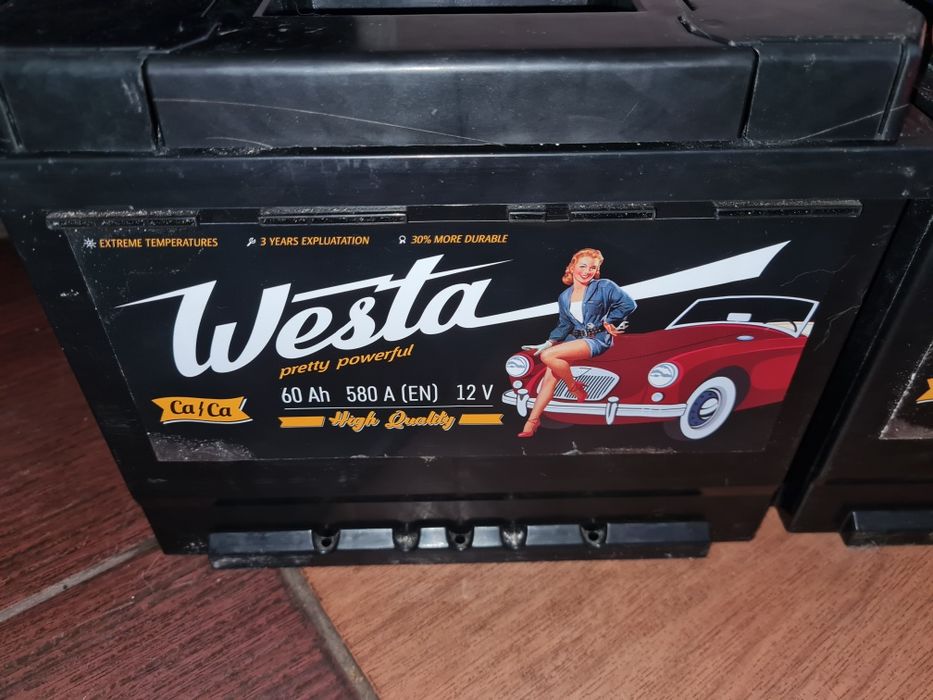 EXTREME TEMPERATURES 3 YEARS EXPLUATATION 30% MORE DURABLE
Westa
pretty powerful
60 Ah 580 A (EN) 12 V
Ca/Ca
High Quality